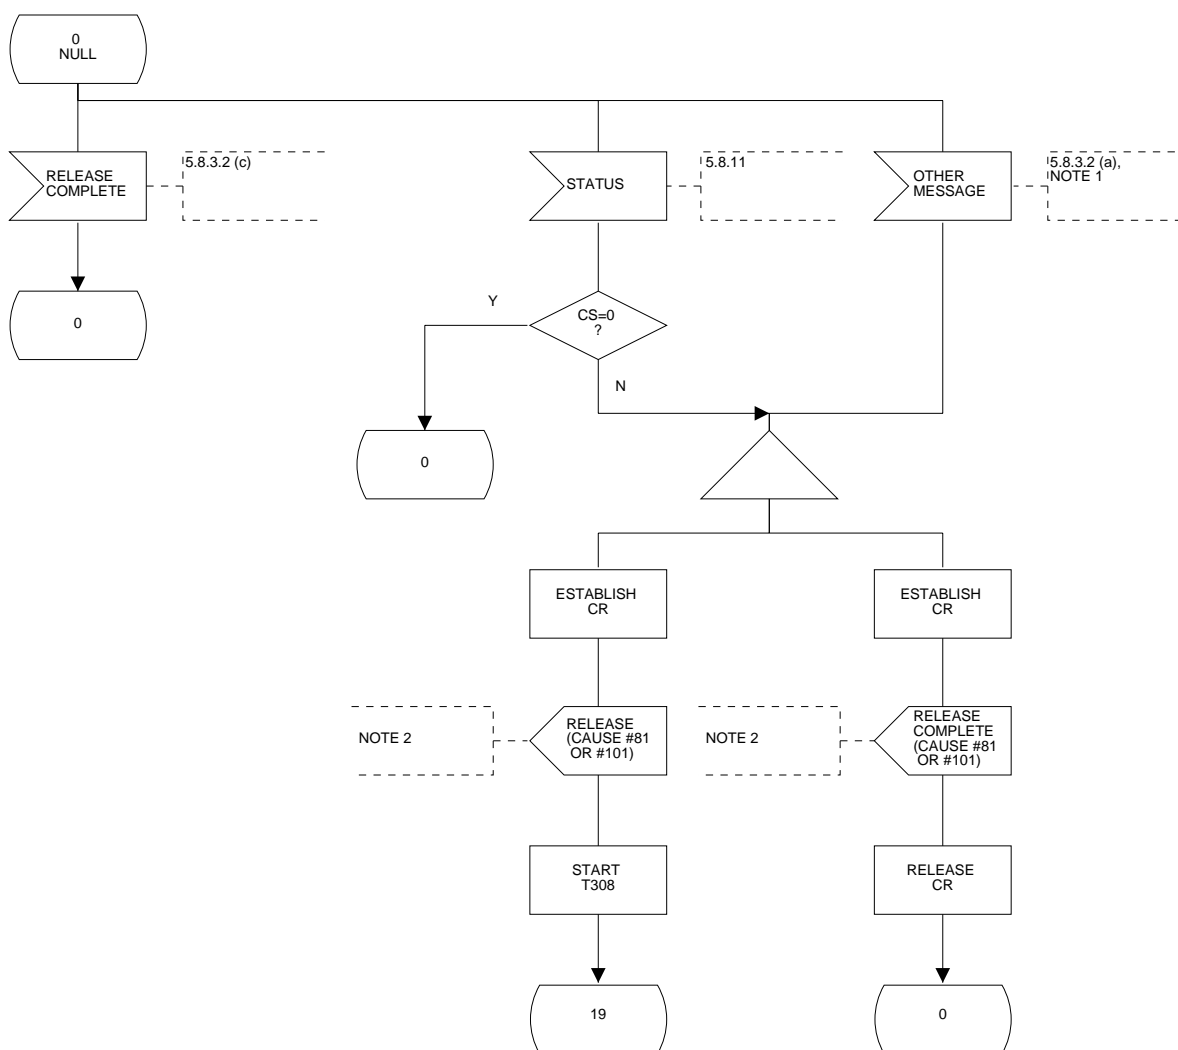 0
NULL
RELEASE
COMPLETE
5.8.3.2 (c)
STATUS
5.8.11
OTHER
MESSAGE
5.8.3.2 (a),
NOTE 1
0
Y
CS=0
?
N
0
ESTABLISH
CR
ESTABLISH
CR
NOTE 2
RELEASE
(CAUSE #81
OR #101)
NOTE 2
RELEASE
COMPLETE
(CAUSE #81
OR #101)
START
T308
RELEASE
CR
19
0